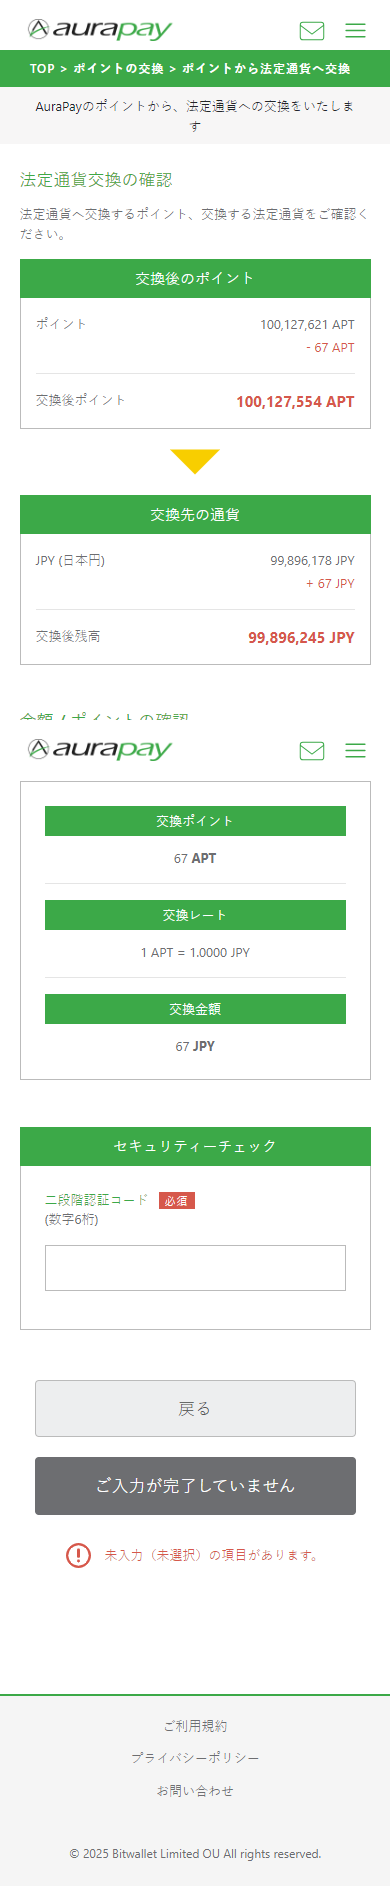 aurapay
TOP > ポイントの交換 > ポイントから法定通貨へ交換
AuraPayのポイントから、法定通貨への交換をいたしま
す
法定通貨交換の確認
法定通貨へ交換するポイント、交換する法定通貨をご確認く
ださい。
交換後のポイント
ポイント 100,127,621 APT
- 67 APT
交換後ポイント 100,127,554 APT
交換先の通貨
JPY (日本円) 99,896,178 JPY
+ 67 JPY
交換後残高 99,896,245 JPY
金額／ポイントの確認
aurapay
交換ポイント
67 APT
交換レート
1 APT = 1.0000 JPY
交換金額
67 JPY
セキュリティーチェック
二段階認証コード 必須
(数字6桁)
戻る
ご入力が完了していません
未入力（未選択）の項目があります。
ご利用規約
プライバシーポリシー
お問い合わせ
© 2025 Bitwallet Limited OU All rights reserved.